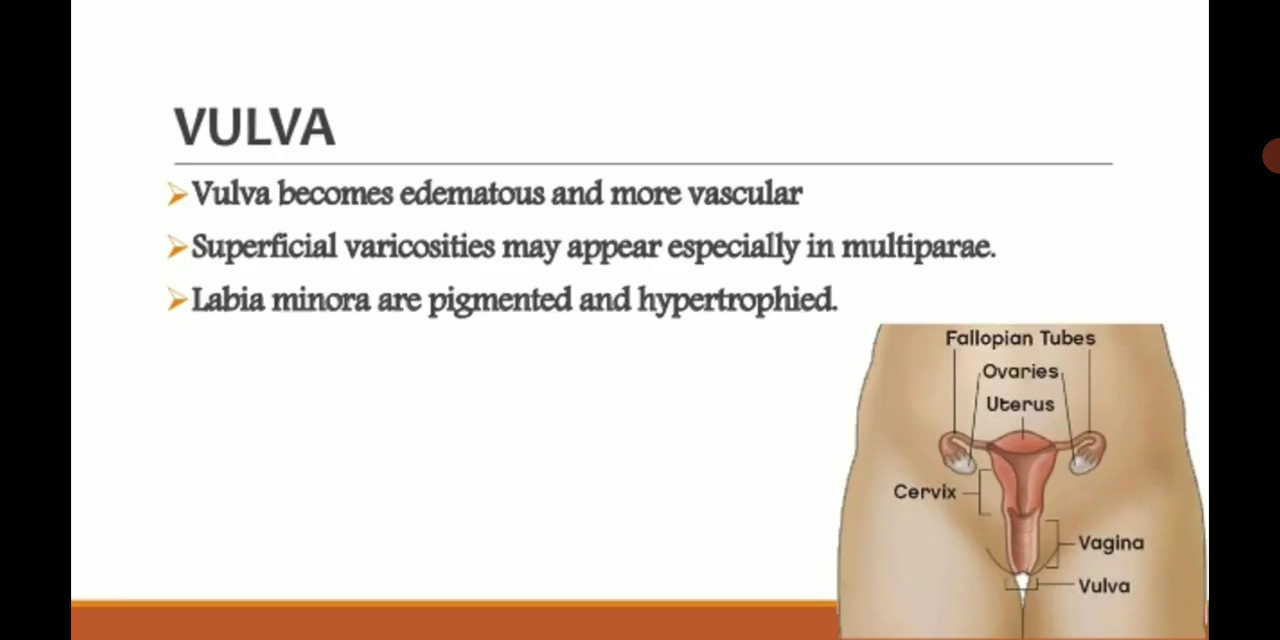 VULVA
Vulva becomes edematous and more vascular
Superficial varicosities may appear especially in multiparae.
Labia minora are pigmented and hypertrophied.
Fallopian Tubes
Ovaries
Uterus
Cervix
Vagina
Vulva